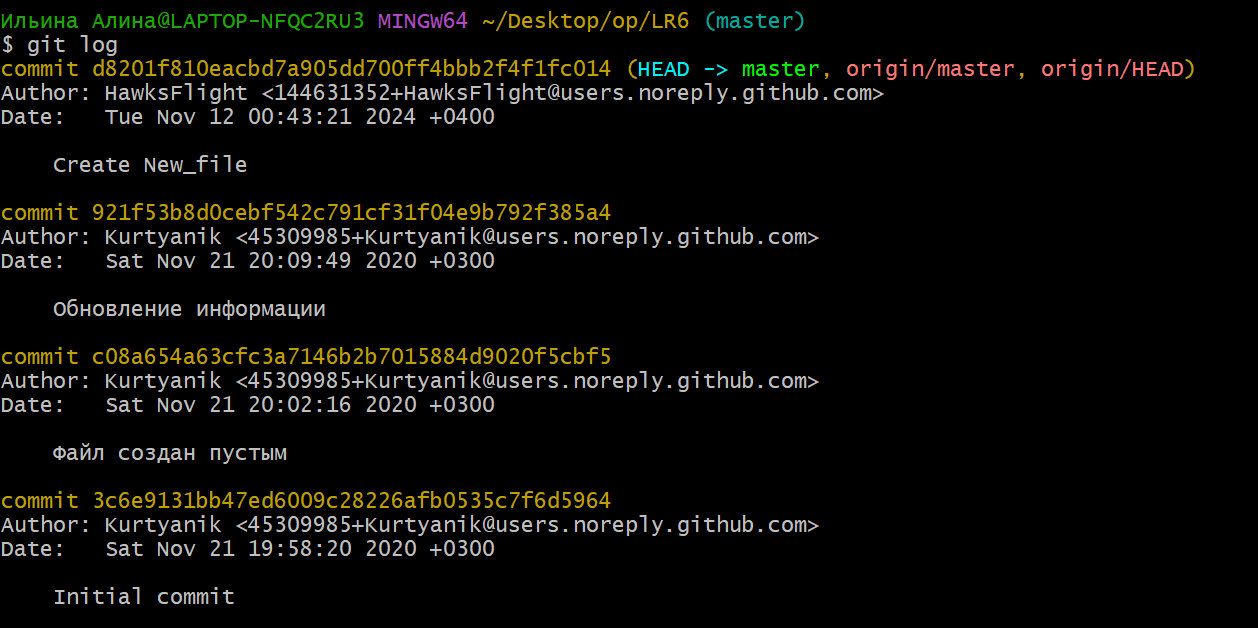 Ильина Алина@LAPTOP-NFQC2RU3 MINGW64 ~/Desktop/op/LR6 (master)
$ git log
commit d8201f810eacbd7a905dd700ff4bbb2f4f1fc014 (HEAD -> master, origin/master, origin/HEAD)
Author: HawksFlight <144631352+HawksFlight@users.noreply.github.com>
Date:   Tue Nov 12 00:43:21 2024 +0400
    Create New_file
commit 921f53b8d0cebf542c791cf31f04e9b792f385a4
Author: Kurtyanik <45309985+Kurtyanik@users.noreply.github.com>
Date:   Sat Nov 21 20:09:49 2020 +0300
    Обновление информации
commit c08a654a63cfc3a7146b2b7015884d9020f5cbf5
Author: Kurtyanik <45309985+Kurtyanik@users.noreply.github.com>
Date:   Sat Nov 21 20:02:16 2020 +0300
    Файл создан пустым
commit 3c6e9131bb47ed6009c28226afb0535c7f6d5964
Author: Kurtyanik <45309985+Kurtyanik@users.noreply.github.com>
Date:   Sat Nov 21 19:58:20 2020 +0300
    Initial commit